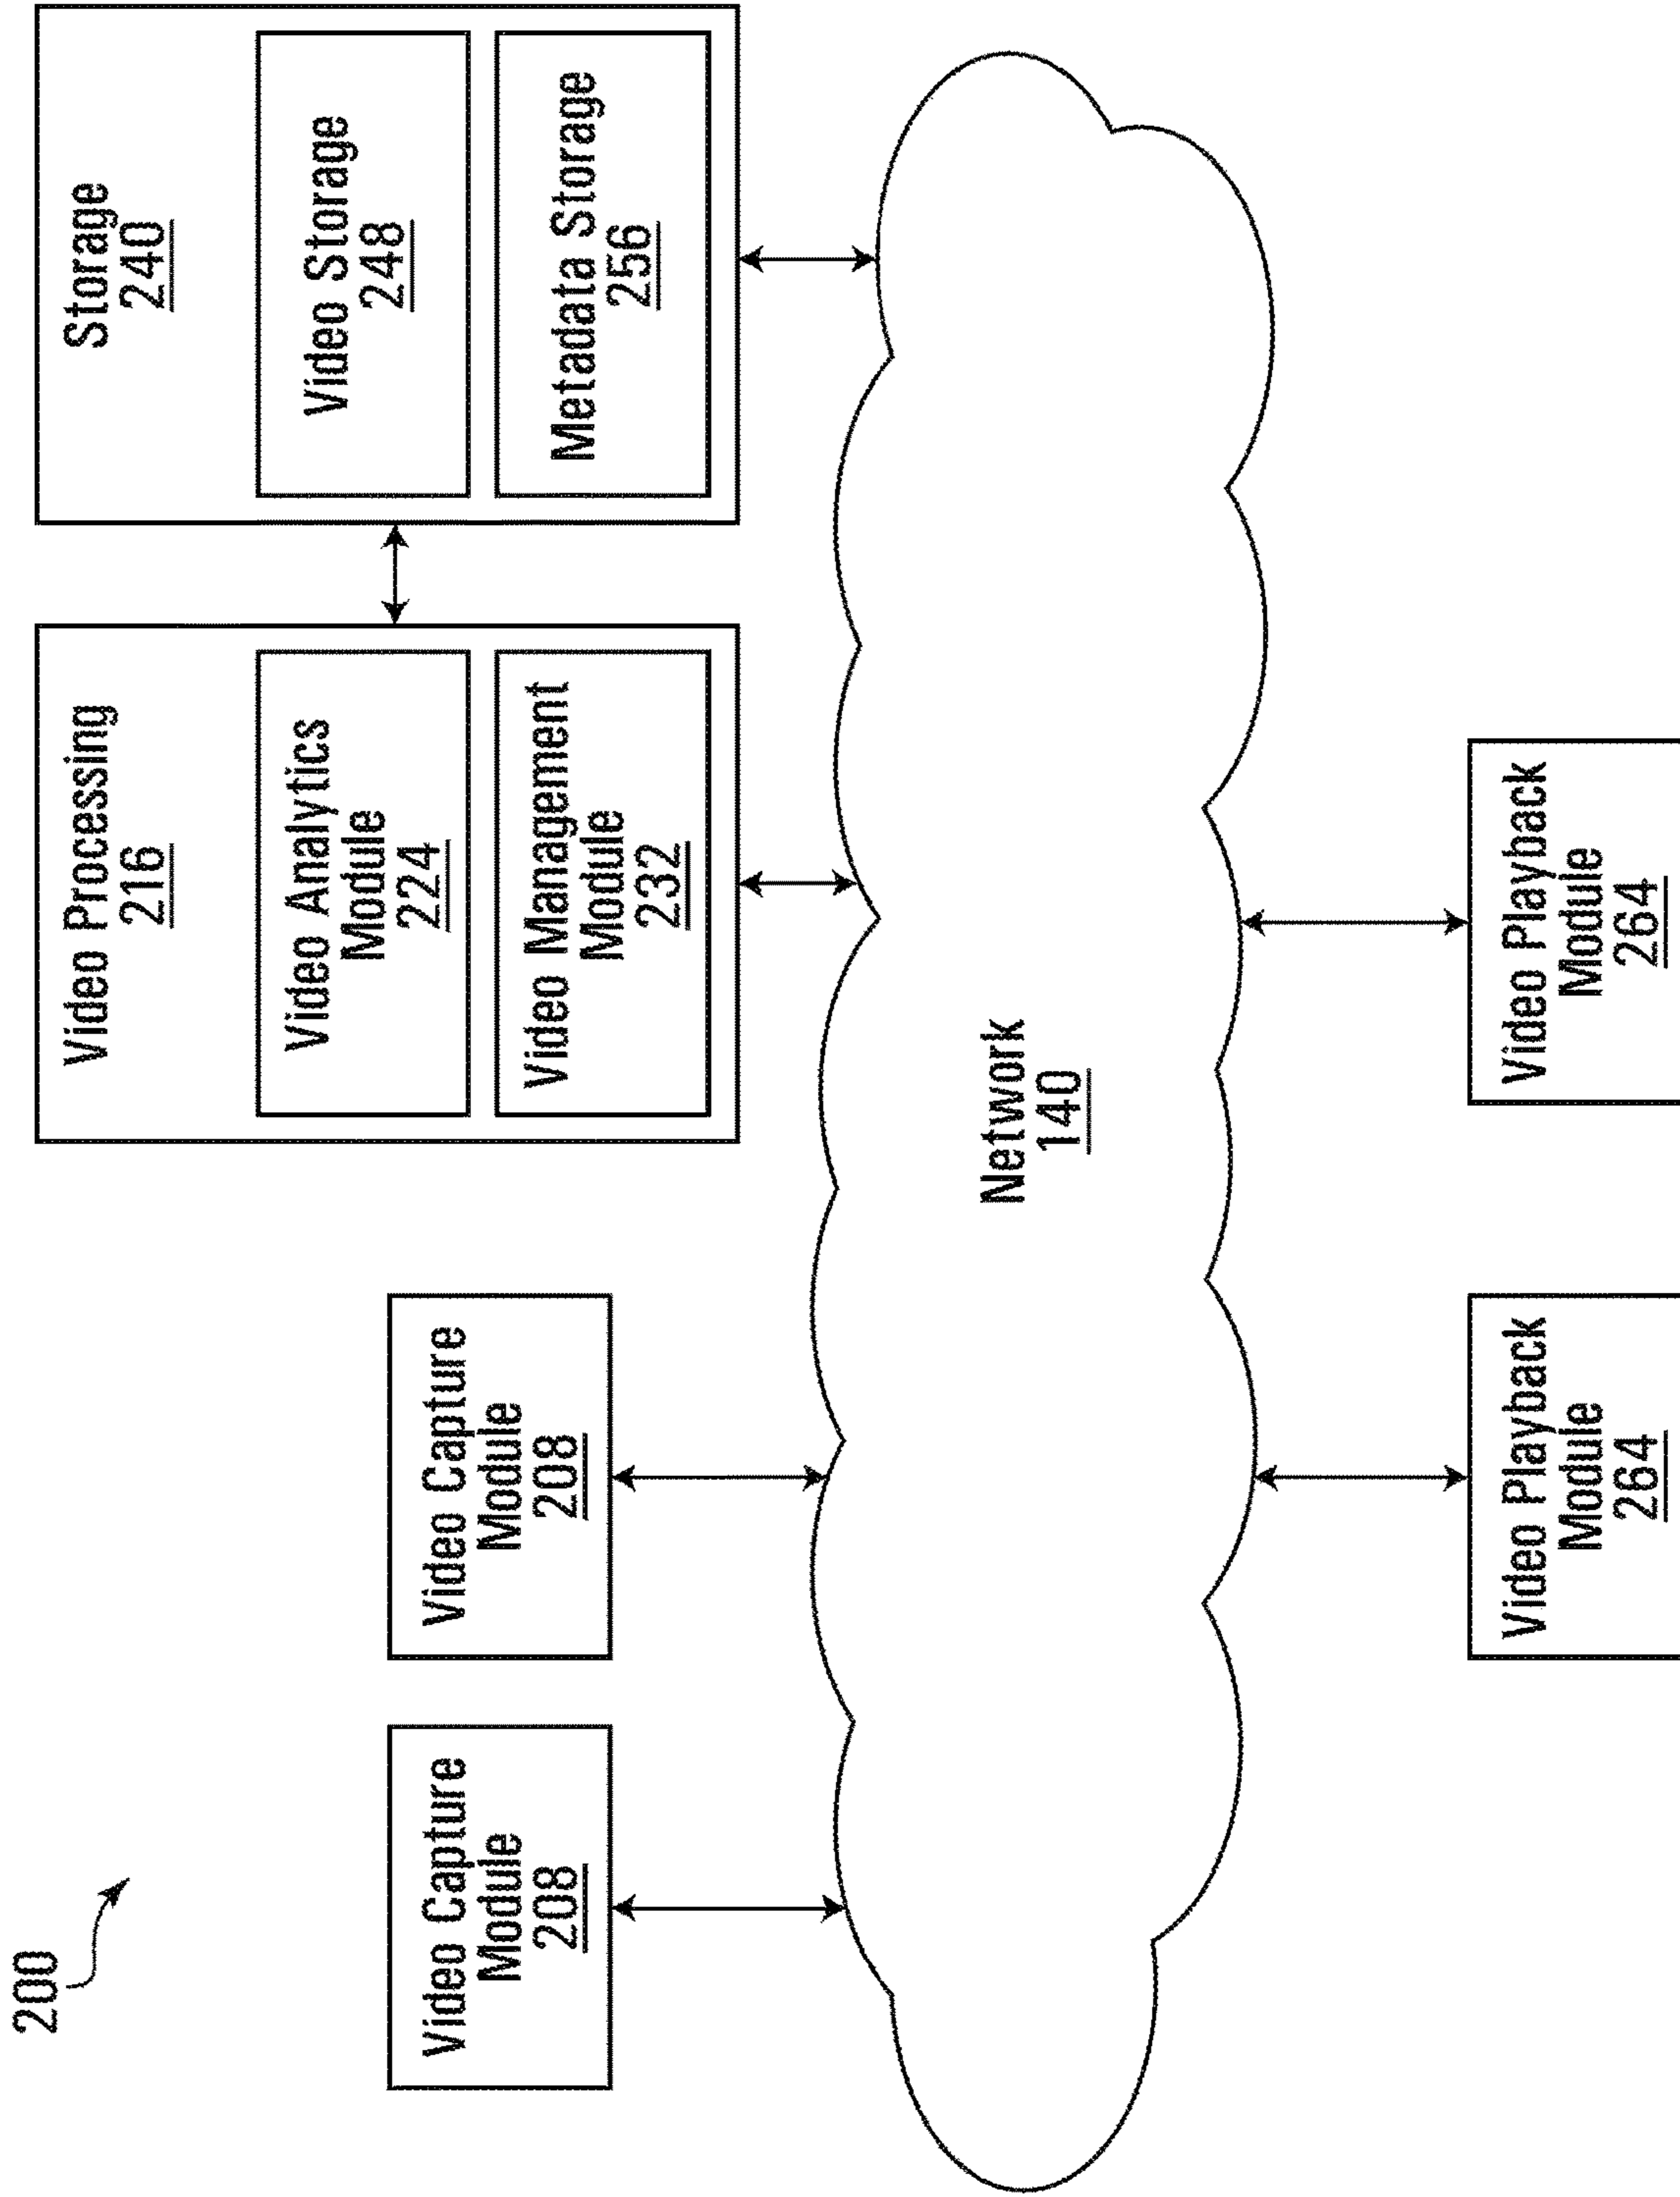 200
Video Capture
Module
208
Video Capture
Module
208
Video Processing
216
Video Analytics
Module
224
Video Management
Module
232
Storage
240
Video Storage
248
Metadata Storage
256
Network
140
Video Playback
Module
264
Video Playback
Module
264